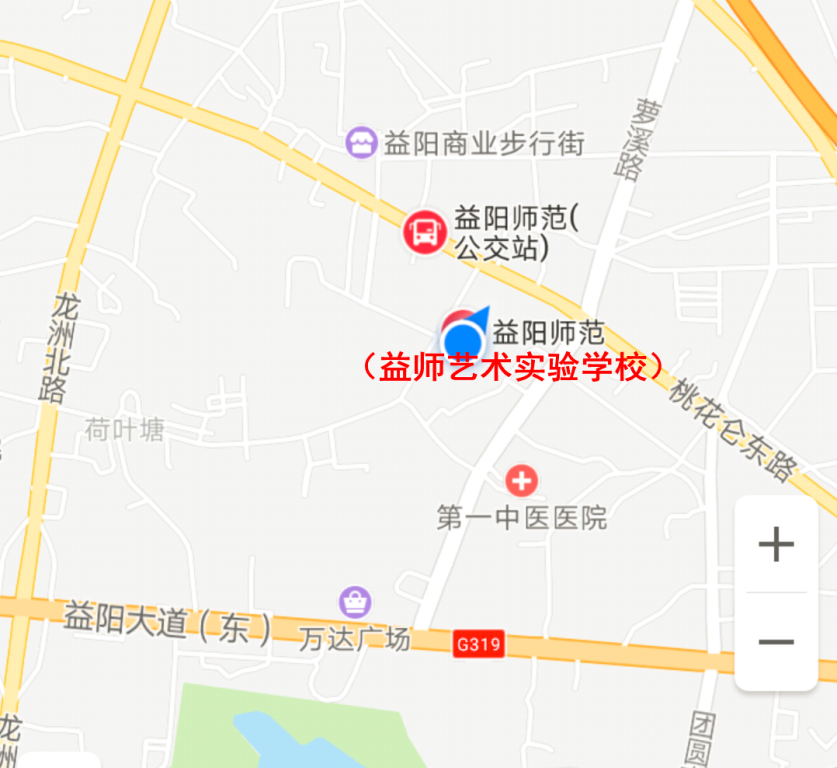 萝溪路
益阳商业步行街
益阳师范(
公交站)
龙洲北路
益阳师范
(益师艺术实验学校)
桃花仑东路
荷叶塘
第一中医医院
益阳大道(东)
万达广场
G319
龙洲
团圆